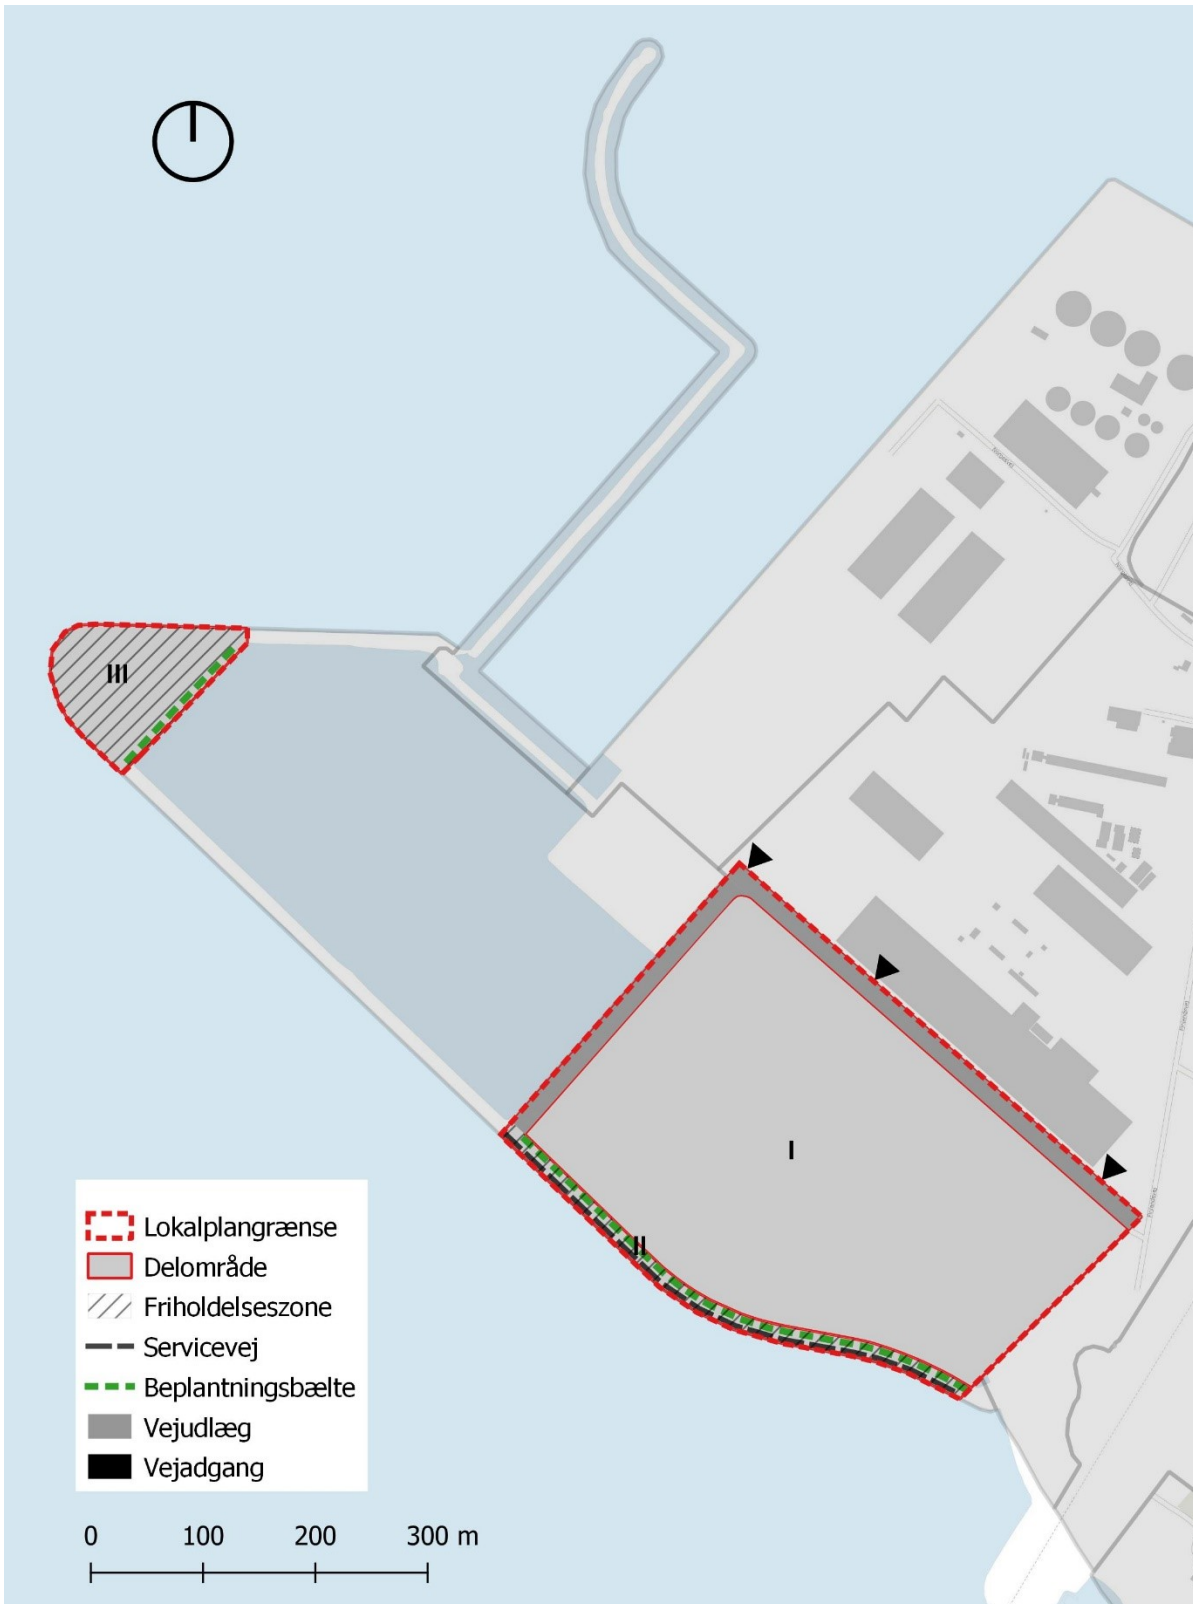 III
I
II
Lokalplangrænse
Delområde
Friholdelseszone
Servicevej
Beplantningsbælte
Vejudlæg
Vejadgang
0 100 200 300 m